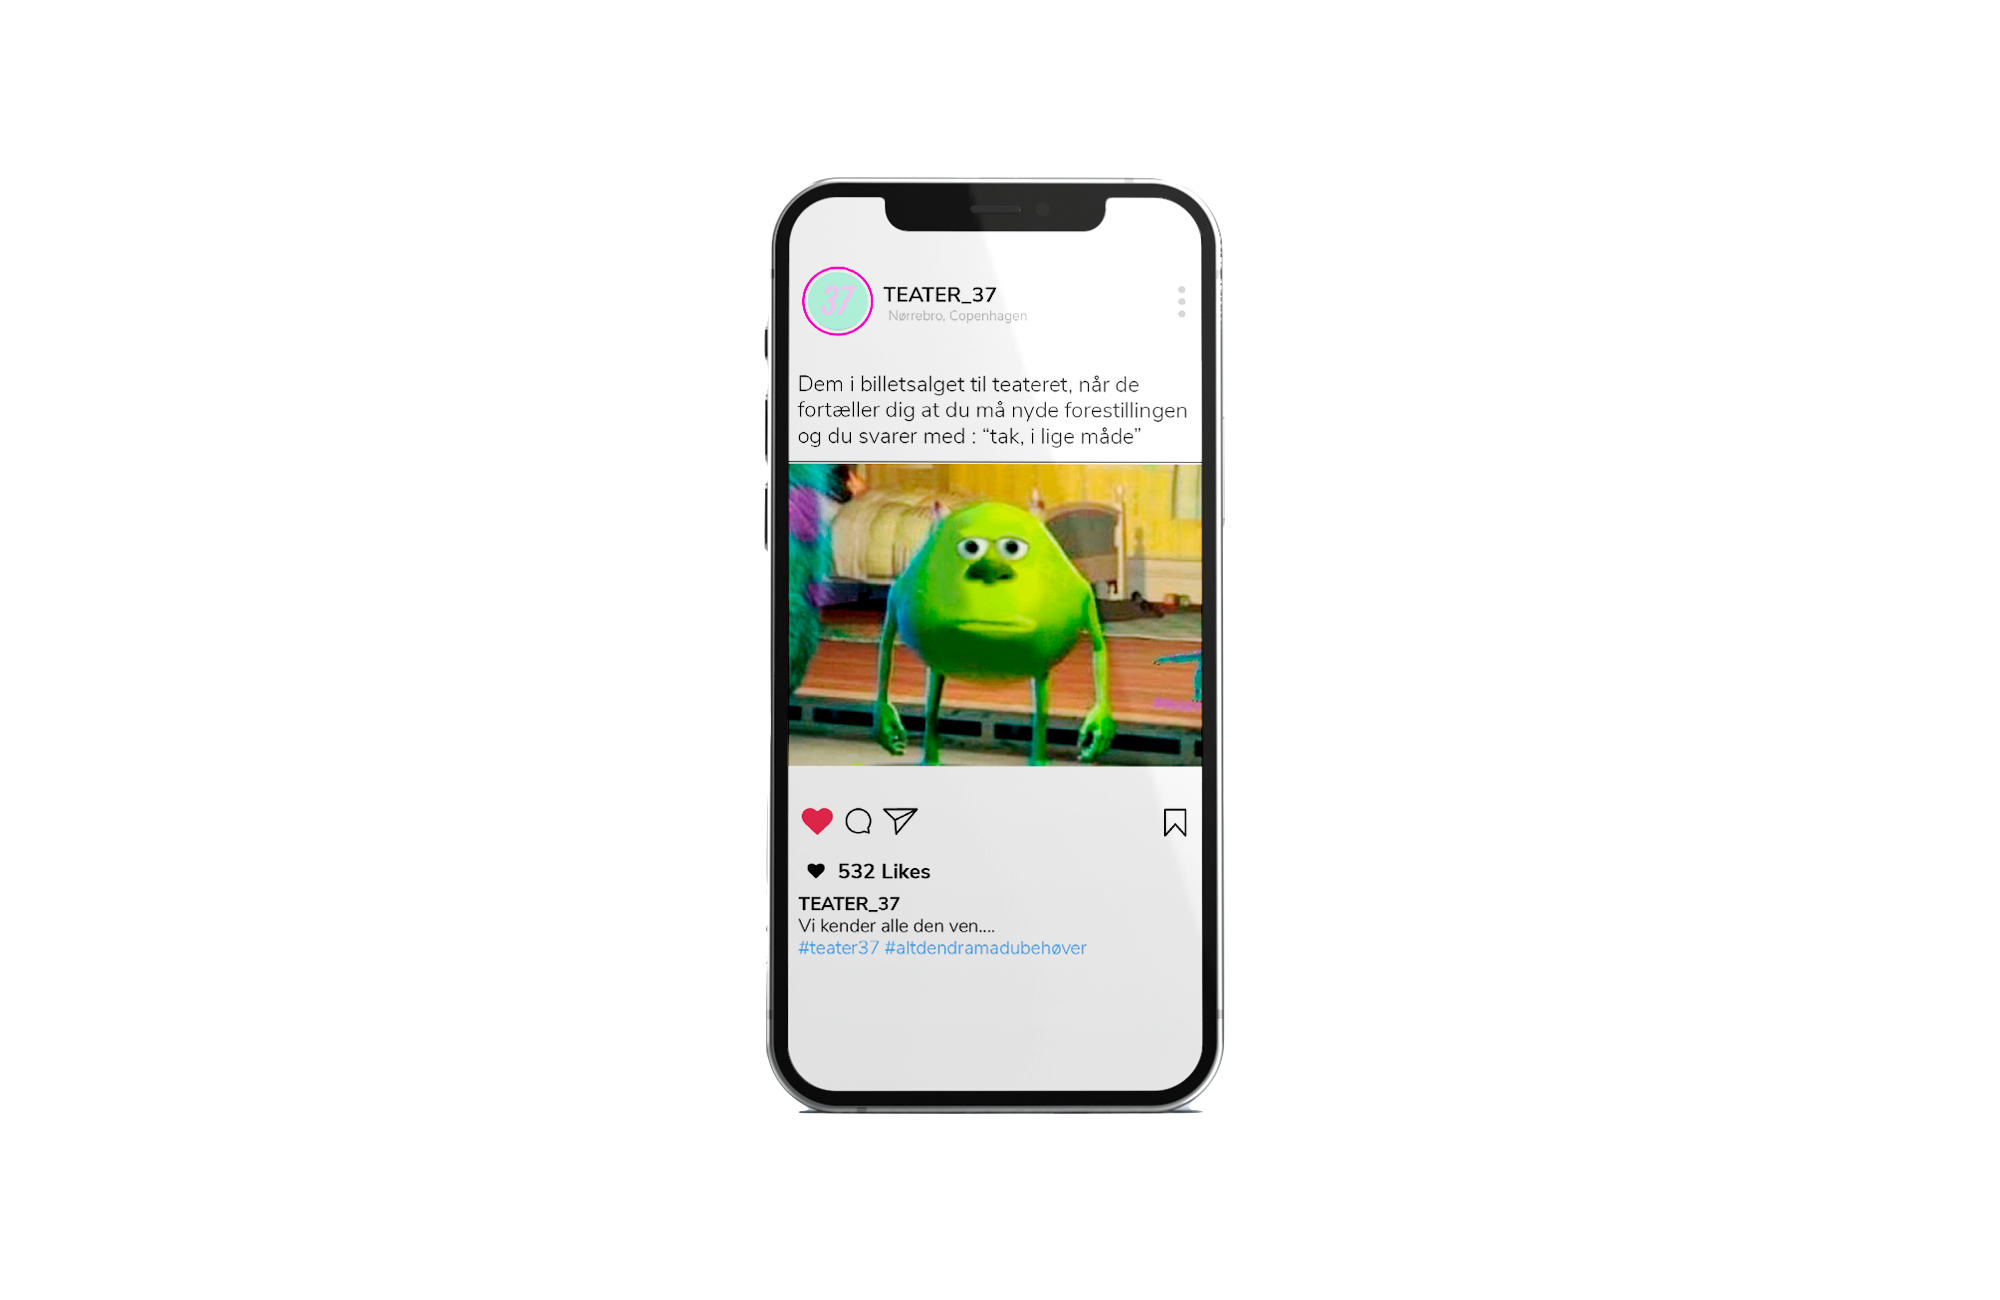 37
TEATER_37
Nørrebro, Copenhagen
Dem i billetsalget til teateret, når de
fortæller dig at du må nyde forestillingen
og du svarer med : “tak, i lige måde”
532 Likes
TEATER_37
Vi kender alle den ven....
#teater37 #altdendramadubehøver